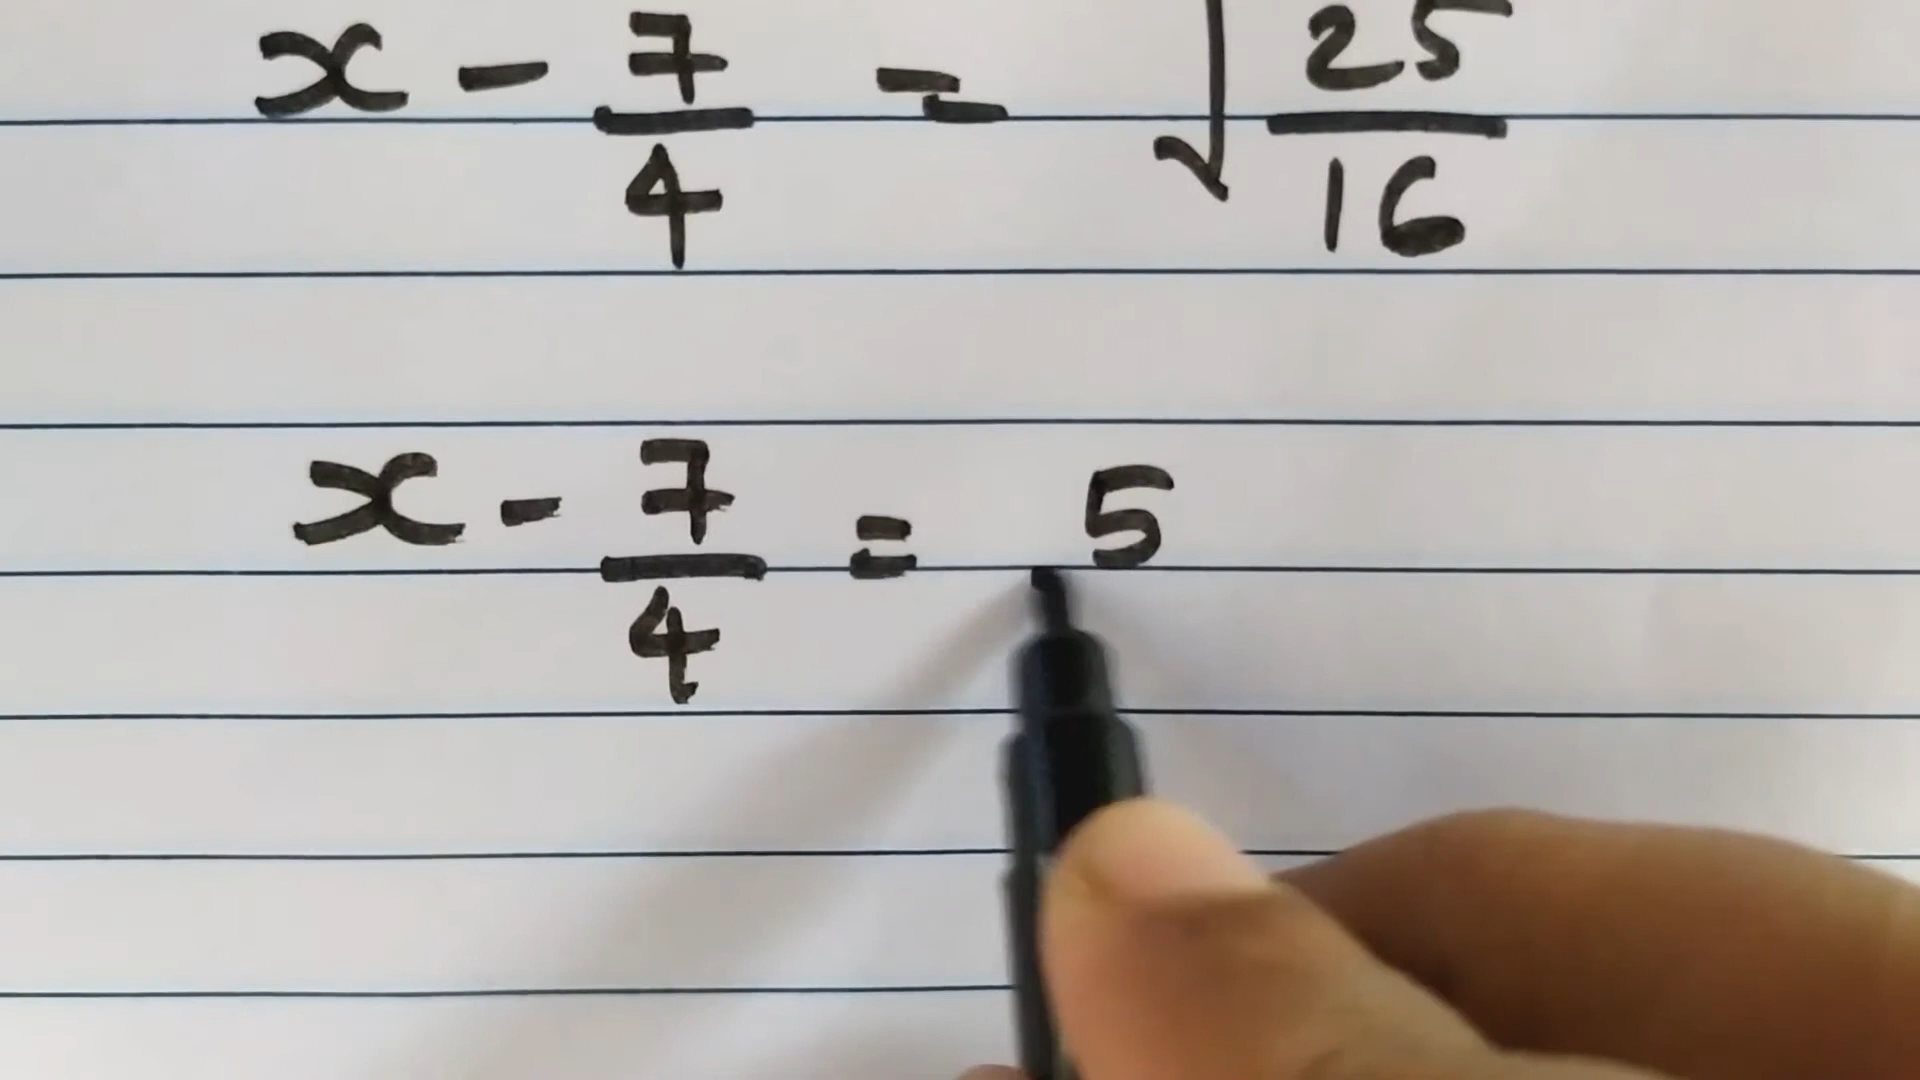 x - 7/4 = √25/16
x - 7/4 = 5